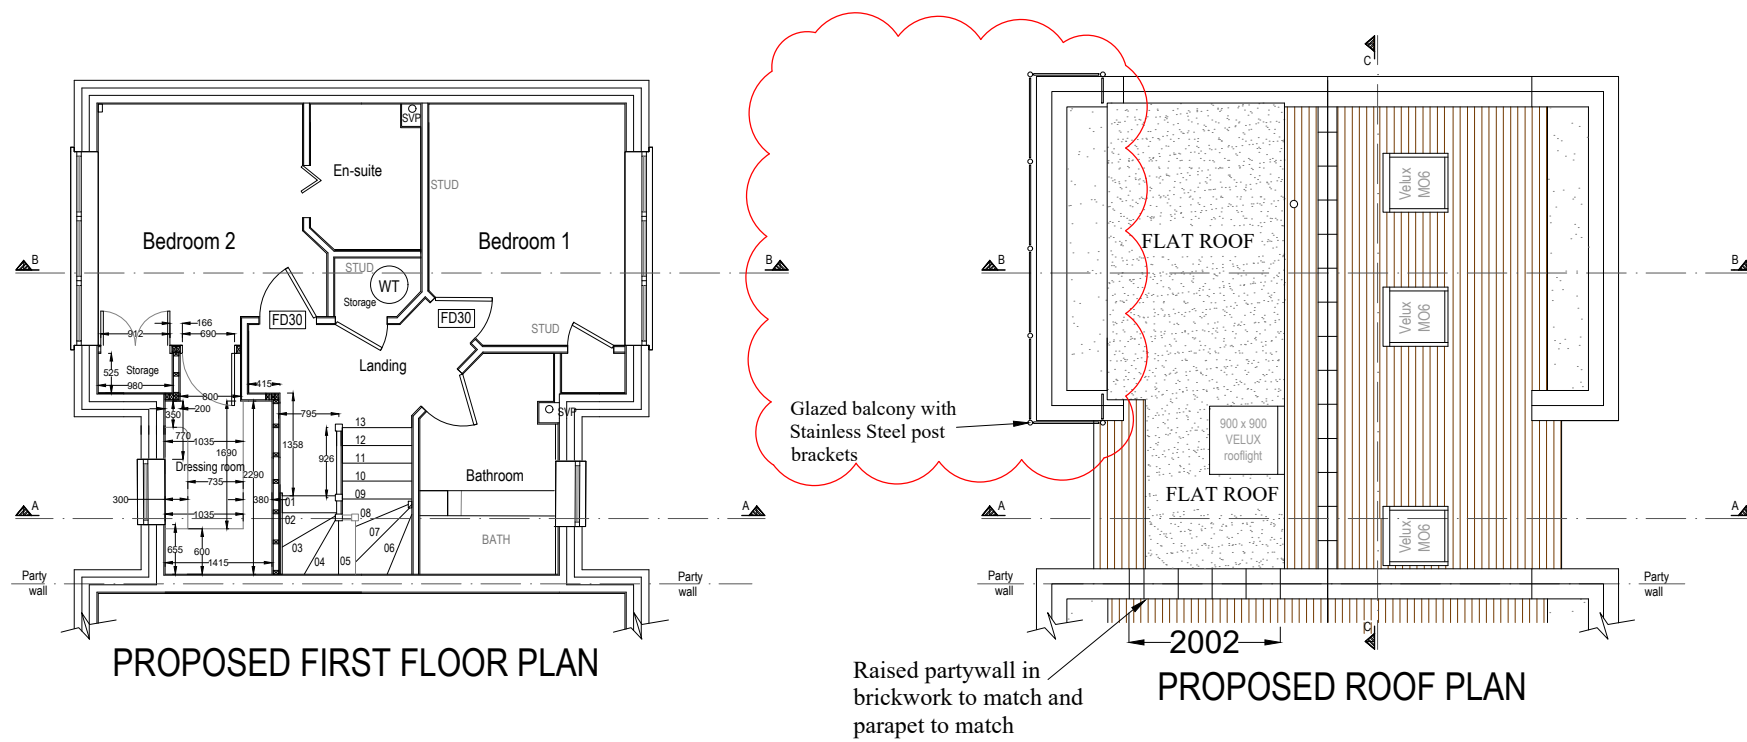 SVP
En-suite
STUD
Bedroom 2
Bedroom 1
B
B
STUD
WT
Storage
FD30
FD30
STUD
166
912
690
Landing
525
Storage
980
415
800
200
350
795
SVP
770
1035
1690
1358
926
13
12
11
10
09
08
07
06
05
04
03
02
01
Dressing room
2290
735
300
380
1035
Bathroom
A
A
655
600
1415
BATH
Party
wall
Party
wall
PROPOSED FIRST FLOOR PLAN
C
Velux
MO6
FLAT ROOF
B
B
Velux
MO6
Glazed balcony with
Stainless Steel post
brackets
900 x 900
VELUX
rooflight
FLAT ROOF
A
A
Velux
MO6
Party
wall
Party
wall
C
2002
Raised partywall in
brickwork to match and
parapet to match
PROPOSED ROOF PLAN